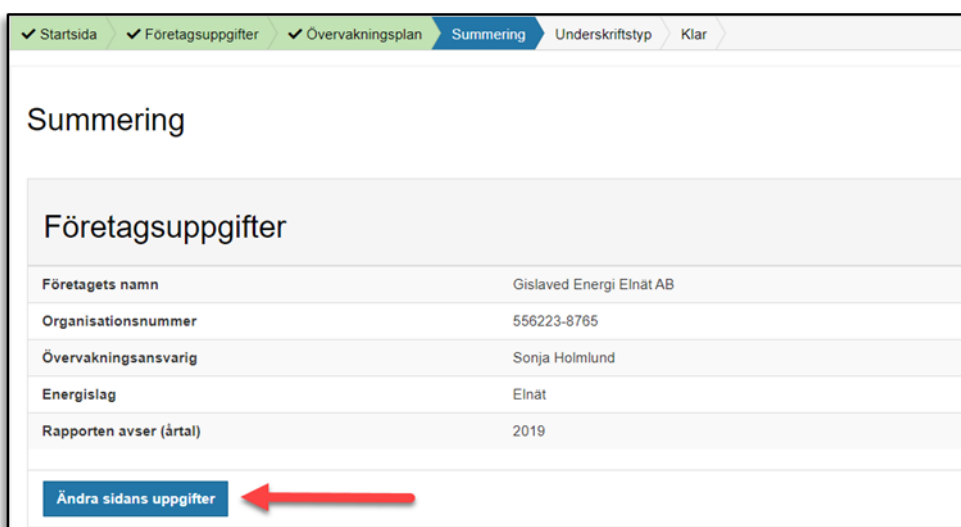 ✔ Startsida ✔ Företagsuppgifter ✔ Övervakningsplan Summering Underskriftstyp Klar
Summering
Företagsuppgifter
Företagets namn Gislaved Energi Elnät AB
Organisationsnummer 556223-8765
Övervakningsansvarig Sonja Holmlund
Energislag Elnät
Rapporten avser (årtal) 2019
Ändra sidans uppgifter